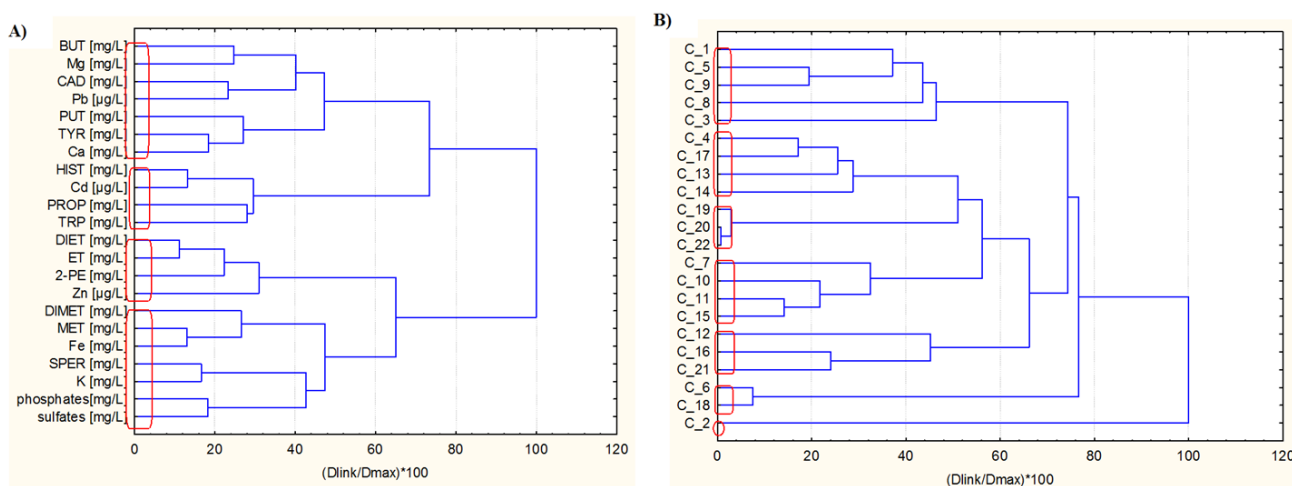 A)
BUT [mg/L]
Mg [mg/L]
CAD [mg/L]
Pb [µg/L]
PUT [mg/L]
TYR [mg/L]
Ca [mg/L]
HIST [mg/L]
Cd [µg/L]
PROP [mg/L]
TRP [mg/L]
DIET [mg/L]
ET [mg/L]
2-PE [mg/L]
Zn [µg/L]
DIMET [mg/L]
MET [mg/L]
Fe [mg/L]
SPER [mg/L]
K [mg/L]
phosphates[mg/L]
sulfates [mg/L]
0 20 40 60 80 100 120
(Dlink/Dmax)*100
B)
C_1
C_5
C_9
C_8
C_3
C_4
C_17
C_13
C_14
C_19
C_20
C_22
C_7
C_10
C_11
C_15
C_12
C_16
C_21
C_6
C_18
C_2
0 20 40 60 80 100 120
(Dlink/Dmax)*100